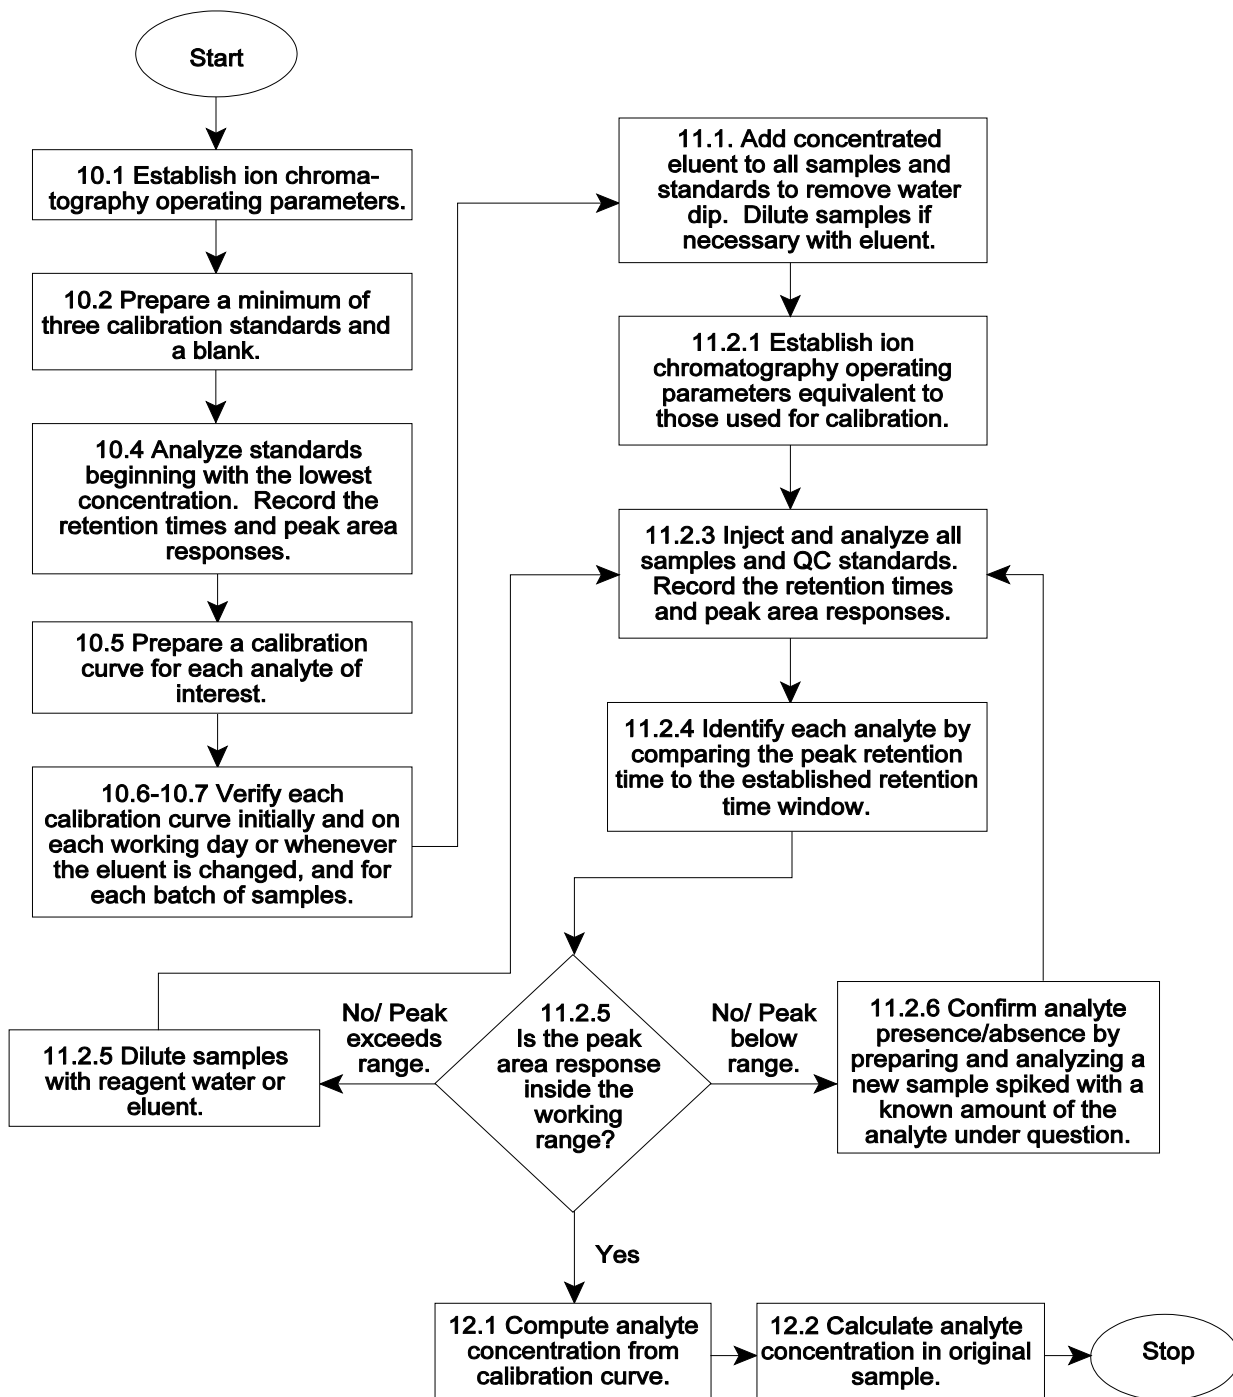 Start
10.1 Establish ion chroma-
tography operating parameters.
10.2 Prepare a minimum of
three calibration standards and
a blank.
10.4 Analyze standards
beginning with the lowest
concentration.  Record the
retention times and peak area
responses.
10.5 Prepare a calibration
curve for each analyte of
interest.
10.6-10.7 Verify each
calibration curve initially and on
each working day or whenever
the eluent is changed, and for
each batch of samples.
11.1. Add concentrated
eluent to all samples and
standards to remove water
dip.  Dilute samples if
necessary with eluent.
11.2.1 Establish ion
chromatography operating
parameters equivalent to
those used for calibration.
11.2.3 Inject and analyze all
samples and QC standards.
Record the retention times
and peak area responses.
11.2.4 Identify each analyte by
comparing the peak retention
time to the established retention
time window.
11.2.5
Is the peak
area response
inside the
working
range?
No/ Peak
exceeds
range.
11.2.5 Dilute samples
with reagent water or
eluent.
No/ Peak
below
range.
11.2.6 Confirm analyte
presence/absence by
preparing and analyzing a
new sample spiked with a
known amount of the
analyte under question.
Yes
12.1 Compute analyte
concentration from
calibration curve.
12.2 Calculate analyte
concentration in original
sample.
Stop